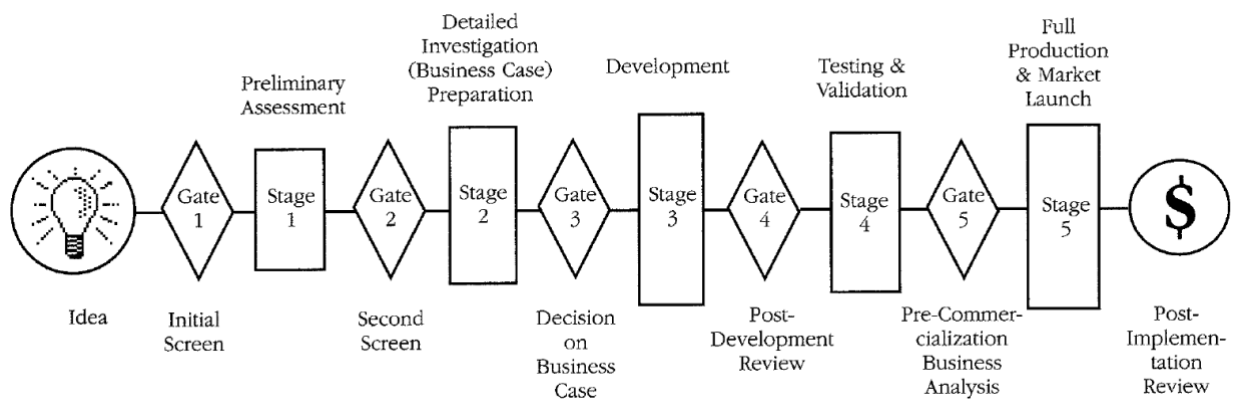 Preliminary
Assessment
Detailed
Investigation
(Business Case)
Preparation
Development
Testing &
Validation
Full
Production
& Market
Launch
Gate
1
Stage
1
Gate
2
Stage
2
Gate
3
Stage
3
Gate
4
Stage
4
Gate
5
Stage
5
$
Idea
Initial
Screen
Second
Screen
Decision
on
Business
Case
Post-
Development
Review
Pre-Commer-
cialization
Business
Analysis
Post-
Implemen-
tation
Review